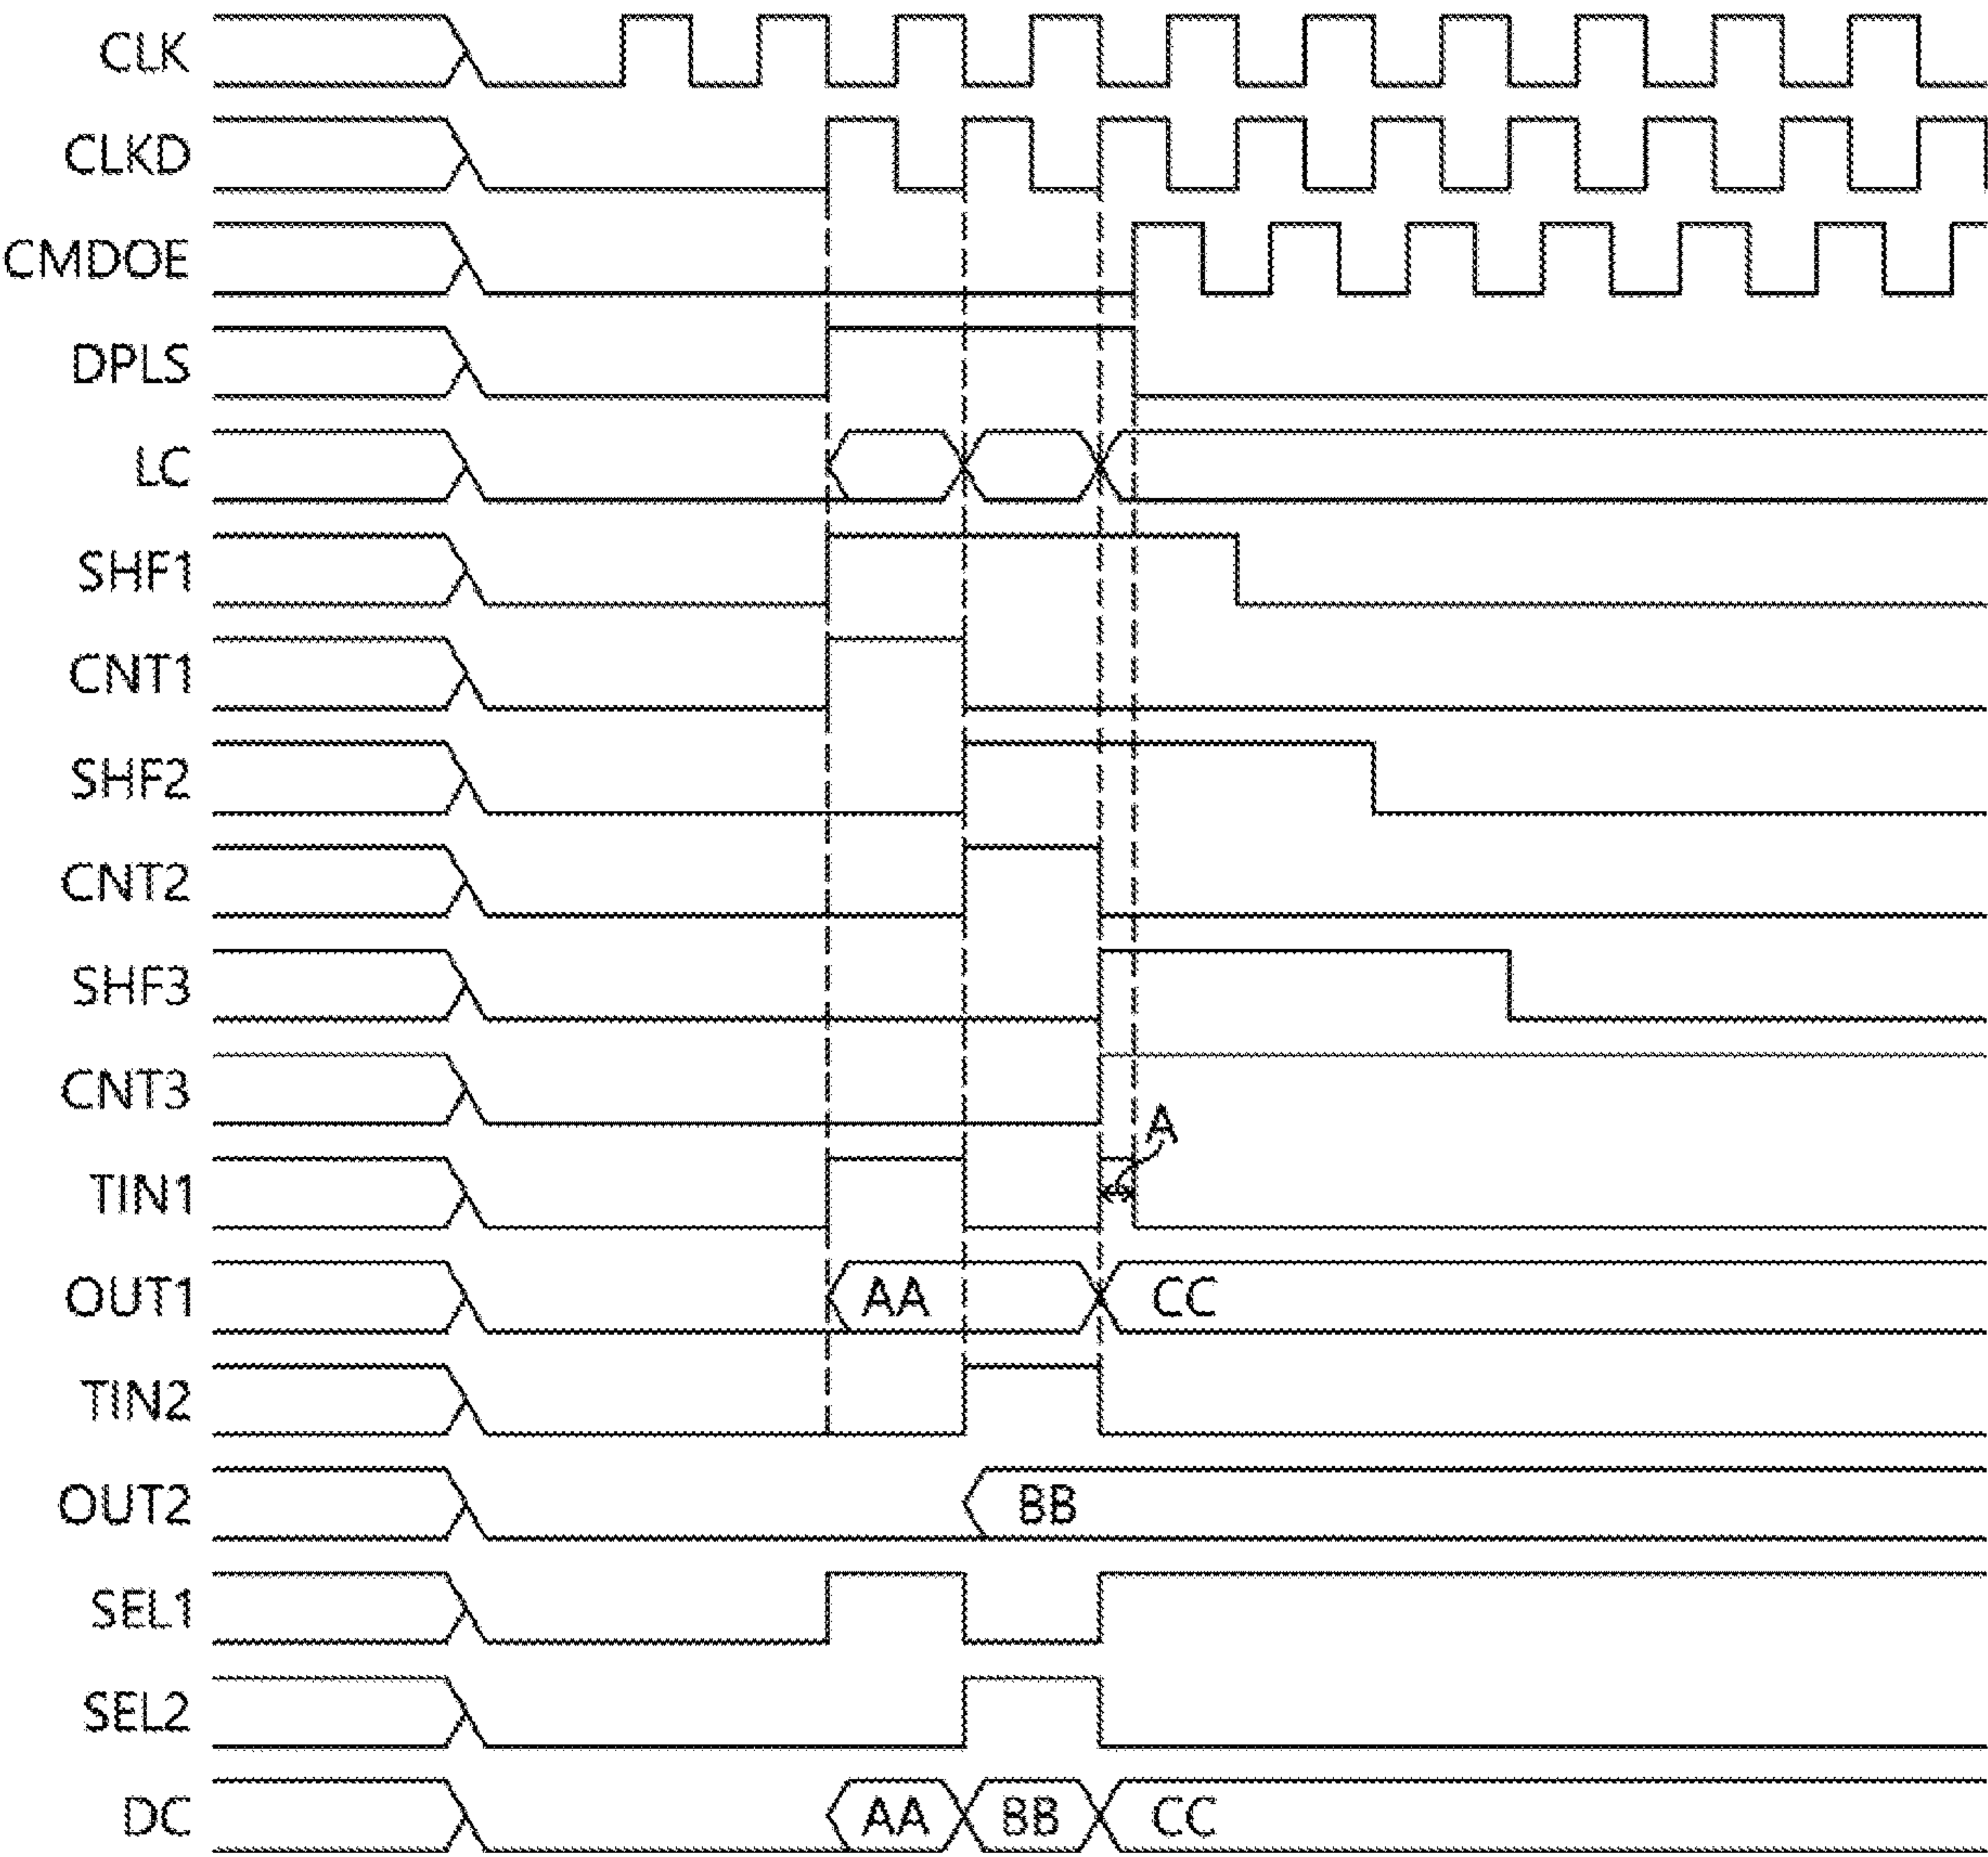 CLK
CLKD
CMDOE
DPLS
LC
SHF1
CNT1
SHF2
CNT2
SHF3
CNT3
A
TIN1
OUT1 AA CC
TIN2
OUT2 BB
SEL1
SEL2
DC AA BB CC